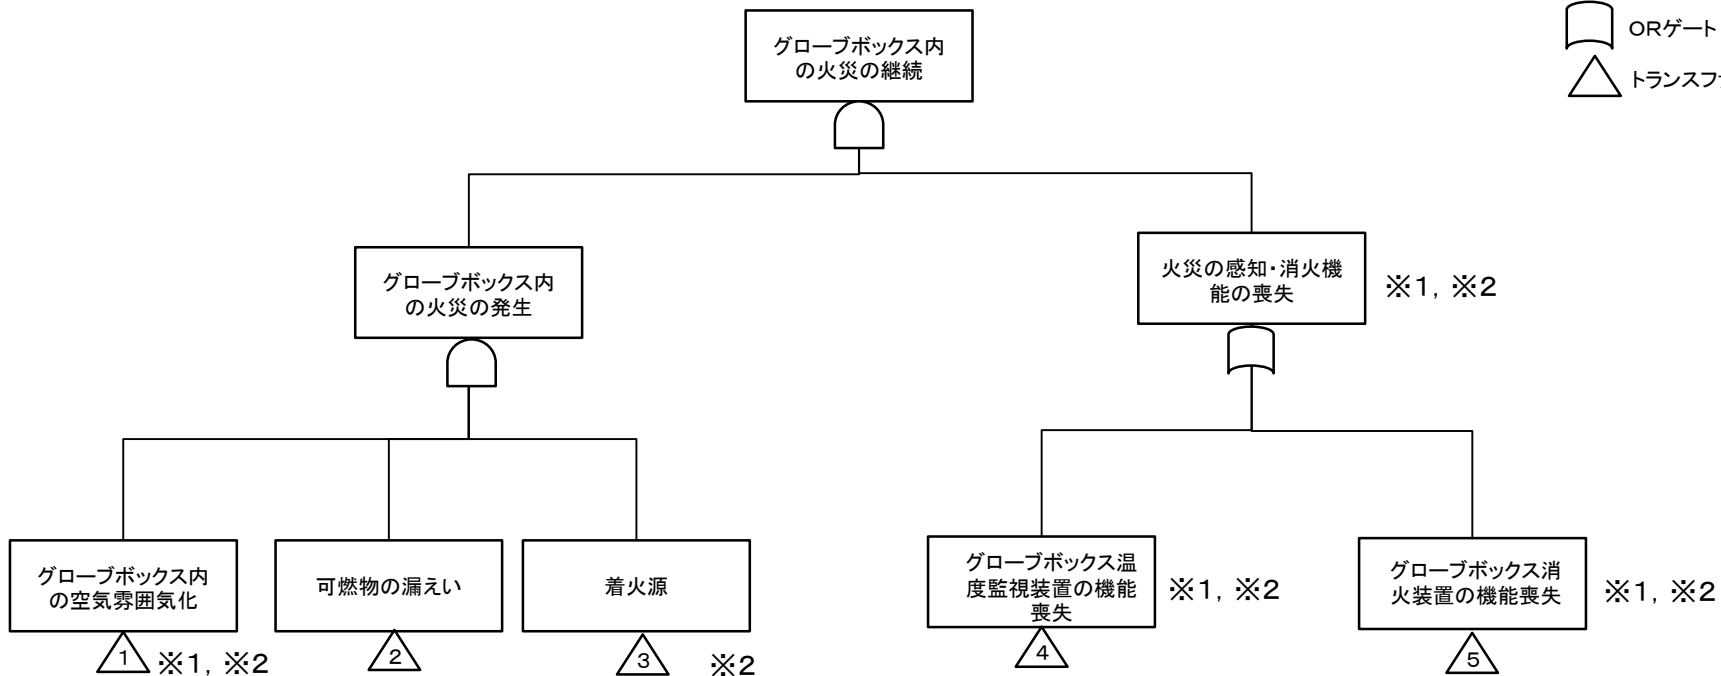 グローブボックス内
の火災の継続
ORゲート
グローブボックス内
の火災の発生
火災の感知・消火機
能の喪失
※1, ※2
グローブボックス内
の空気雰囲気化
1
※1, ※2
可燃物の漏えい
2
着火源
3
※2
グローブボックス温
度監視装置の機能
喪失
4
※1, ※2
グローブボックス消
火装置の機能喪失
5
※1, ※2